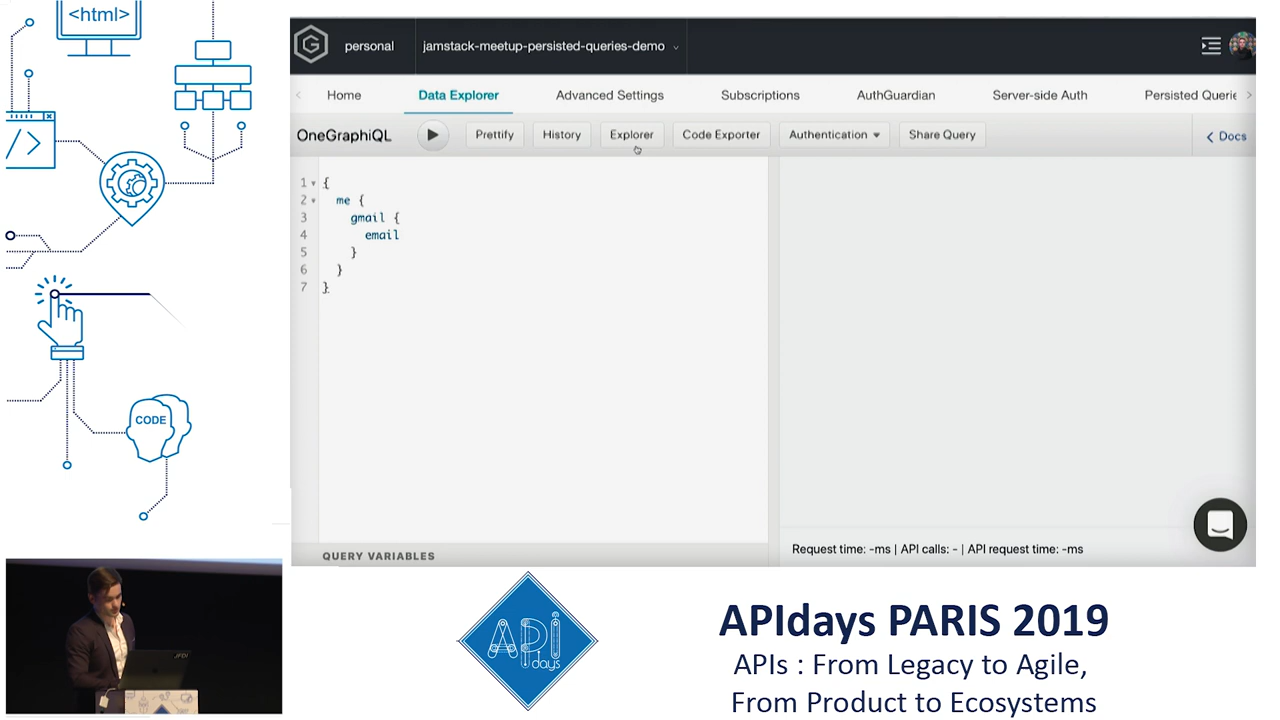 <html>
personal
jamstack-meetup-persisted-queries-demo
Home
Data Explorer
Advanced Settings
Subscriptions
AuthGuardian
Server-side Auth
Persisted Querie
OneGraphiQL
Prettify
History
Explorer
Code Exporter
Authentication
Share Query
Docs
1 {
2 me {
3 gmail {
4 email
5 }
6 }
7 }
QUERY VARIABLES
Request time: -ms | API calls: - | API request time: -ms
</>
CODE
JFDI
API
days
APIdays PARIS 2019
APIs : From Legacy to Agile,
From Product to Ecosystems